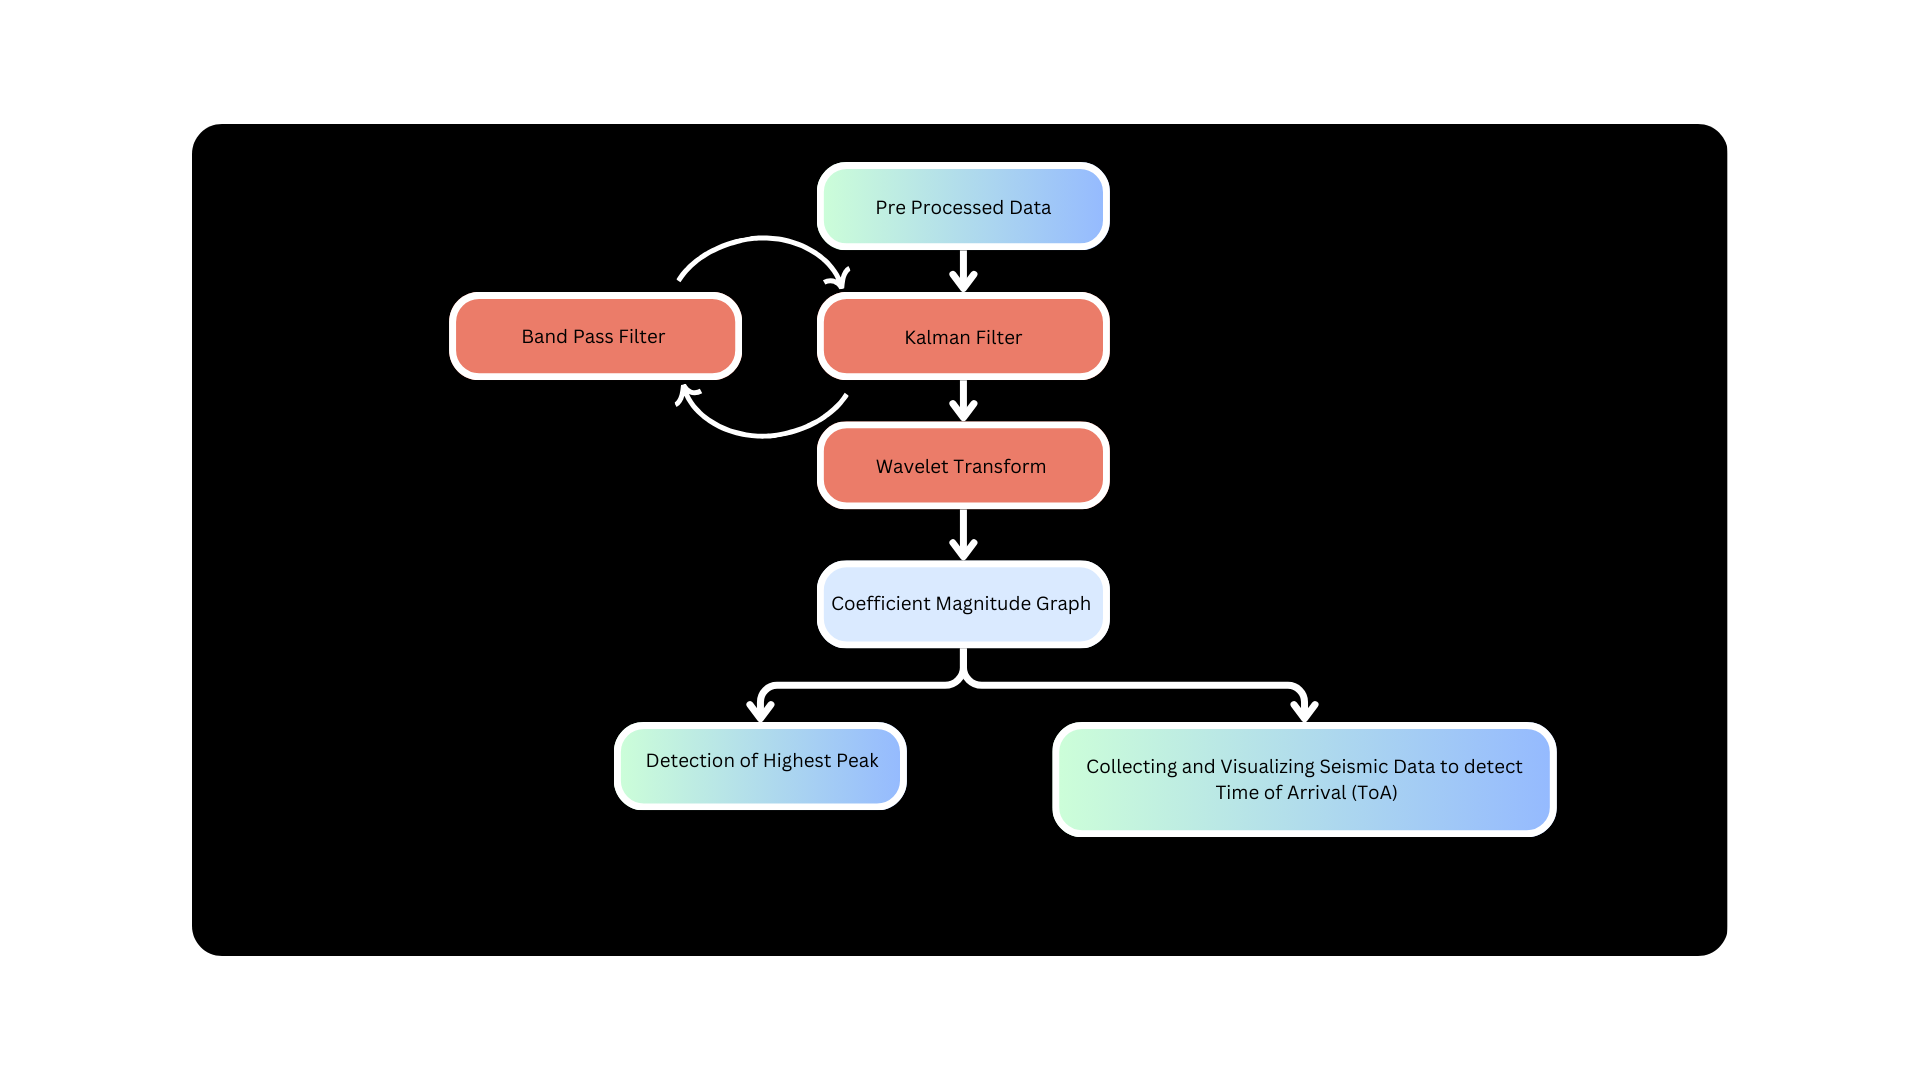 Pre Processed Data
Band Pass Filter
Kalman Filter
Wavelet Transform
Coefficient Magnitude Graph
Detection of Highest Peak
Collecting and Visualizing Seismic Data to detect
Time of Arrival (ToA)